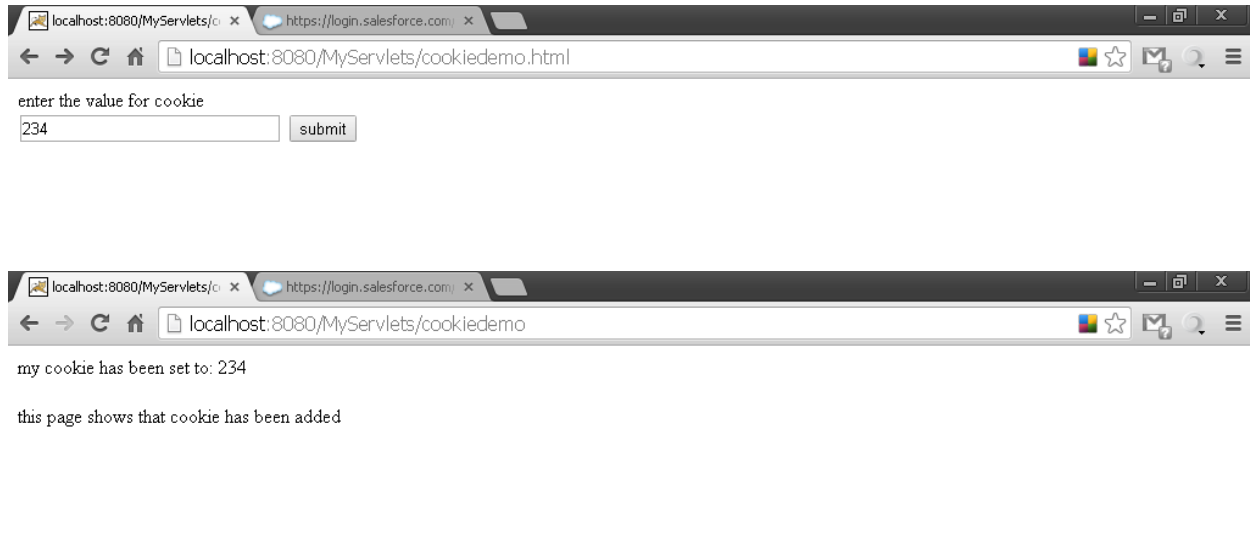 localhost:8080/MyServlets/c
https://login.salesforce.com/
localhost:8080/MyServlets/cookiedemo.html
enter the value for cookie
234
submit
localhost:8080/MyServlets/c
https://login.salesforce.com/
localhost:8080/MyServlets/cookiedemo
my cookie has been set to: 234
this page shows that cookie has been added